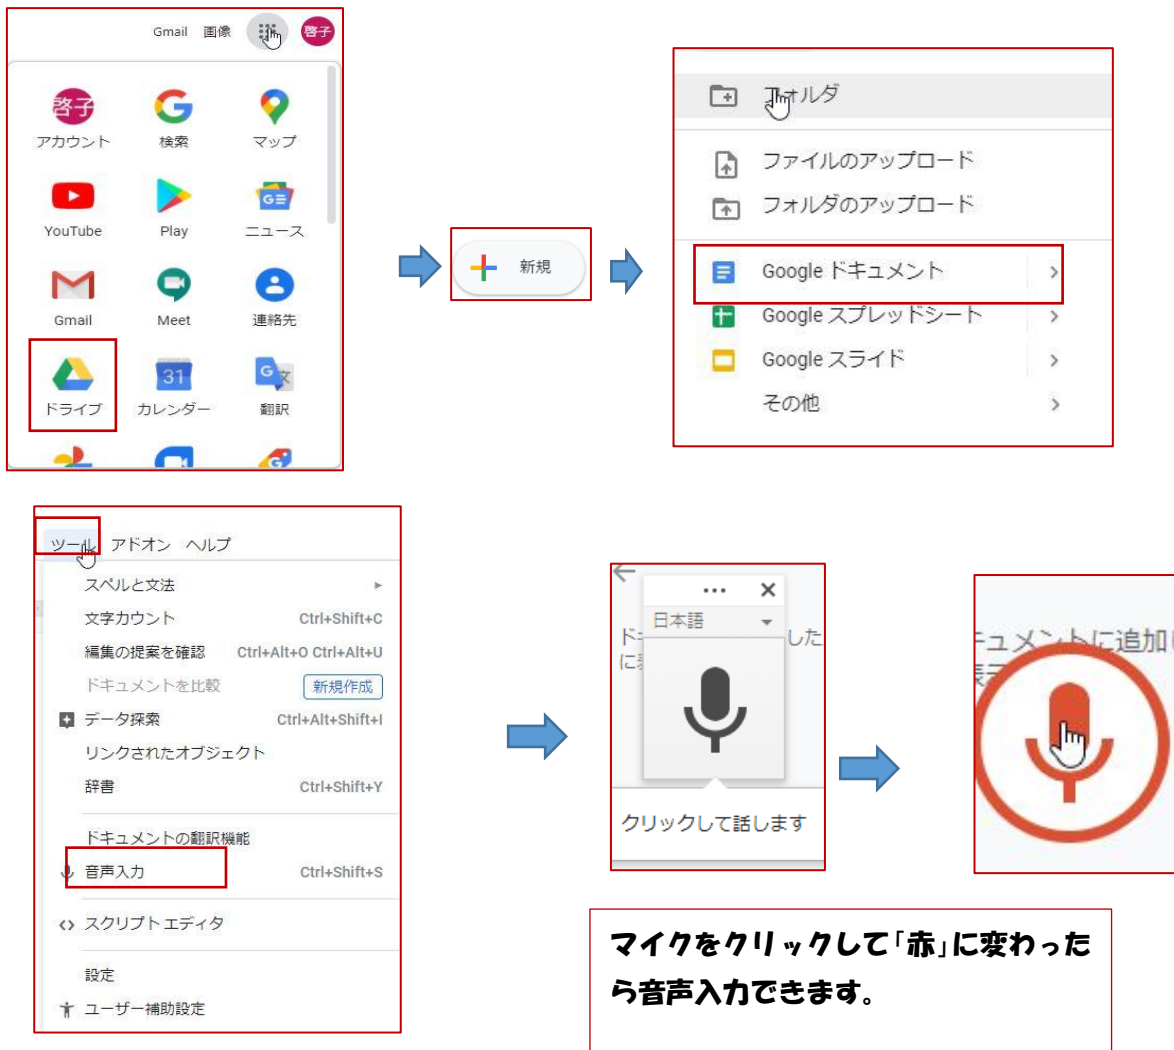 Gmail 画像 啓子
啓子
アカウント 検索 マップ
YouTube Play ニュース
Gmail Meet 連絡先
31 G 文
ドライブ カレンダー 翻訳
新規
フォルダ
ファイルのアップロード
フォルダのアップロード
Google ドキュメント
Google スプレッドシート
Google スライド
その他
ツール アドオン ヘルプ
スペルと文法
文字カウント Ctrl+Shift+C
編集の提案を確認 Ctrl+Alt+O Ctrl+Alt+U
ドキュメントを比較 新規作成
データ探索 Ctrl+Alt+Shift+I
リンクされたオブジェクト
辞書 Ctrl+Shift+Y
ドキュメントの翻訳機能
音声入力 Ctrl+Shift+S
スクリプト エディタ
設定
ユーザー補助設定
日本語
した
に
クリックして話します
ュメントに追加
マイクをクリックして「赤」に変わった
ら音声入力できます。